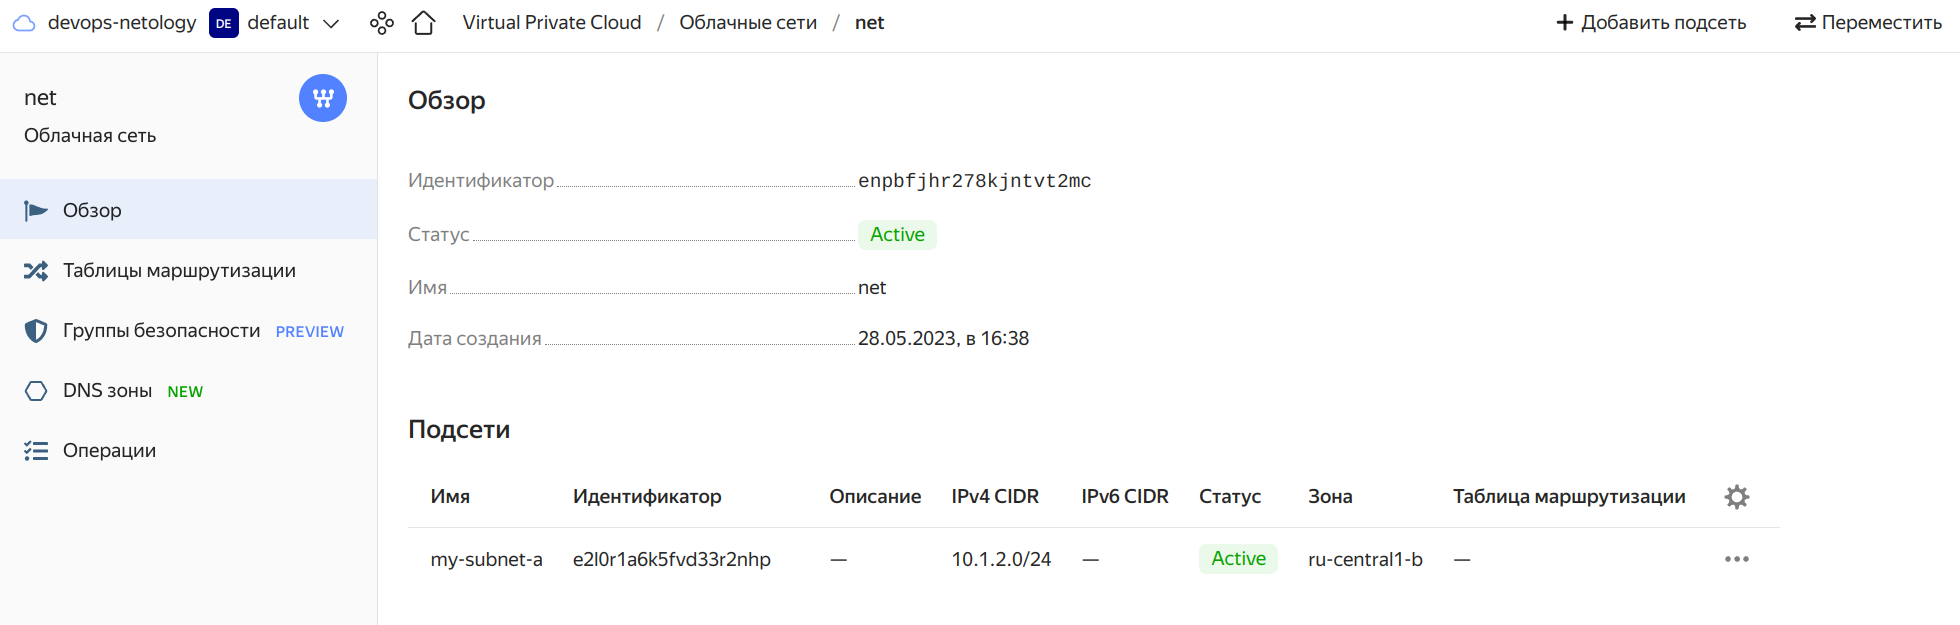 devops-netology DE default Virtual Private Cloud / Облачные сети / net + Добавить подсеть Переместить
net
Облачная сеть
Обзор
Таблицы маршрутизации
Группы безопасности PREVIEW
DNS зоны NEW
Операции
Обзор
Идентификатор enpbfjhr278kjntvt2mc
Статус Active
Имя net
Дата создания 28.05.2023, в 16:38
Подсети
Имя Идентификатор Описание IPv4 CIDR IPv6 CIDR Статус Зона Таблица маршрутизации
my-subnet-a e2l0r1a6k5fvd33r2nhp — 10.1.2.0/24 — Active ru-central1-b —